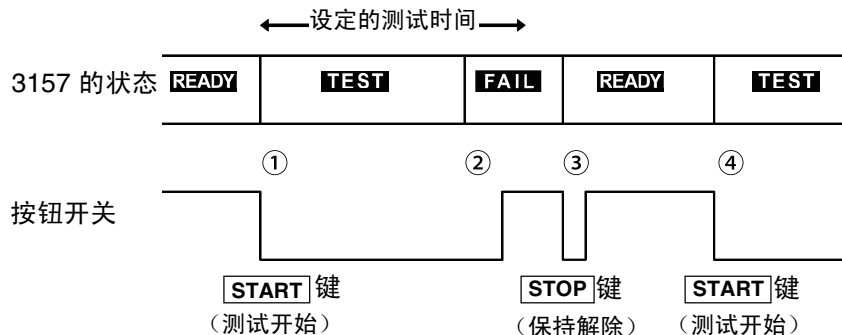 设定的测试时间
3157 的状态 READY TEST FAIL READY TEST
① ② ③ ④
按钮开关
START 键 STOP 键 START 键
（测试开始） （保持解除） （测试开始）